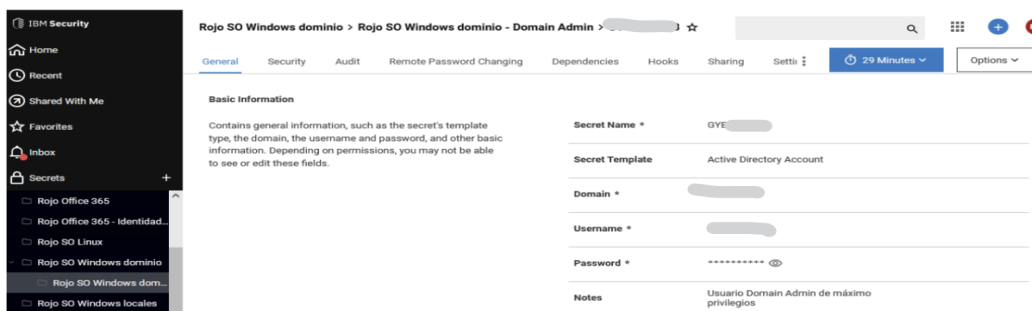 IBM Security
Rojo SO Windows dominio > Rojo SO Windows dominio - Domain Admin >
Home
General Security Audit Remote Password Changing Dependencies Hooks Sharing 29 Minutes Options
Recent
Shared With Me
Basic Information
Favorites
Contains general information, such as the secret's template
type, the domain, the username and password, and other basic
information. Depending on permissions, you may not be able
to see or edit these fields.
Inbox
Secrets +
Rojo Office 365
Rojo Office 365 - Identidad...
Rojo SO Linux
Rojo SO Windows dominio
Rojo SO Windows dom...
Rojo SO Windows locales
Secret Name * GYE
Secret Template Active Directory Account
Domain *
Username *
Password * **********
Notes Usuario Domain Admin de máximo
privilegios